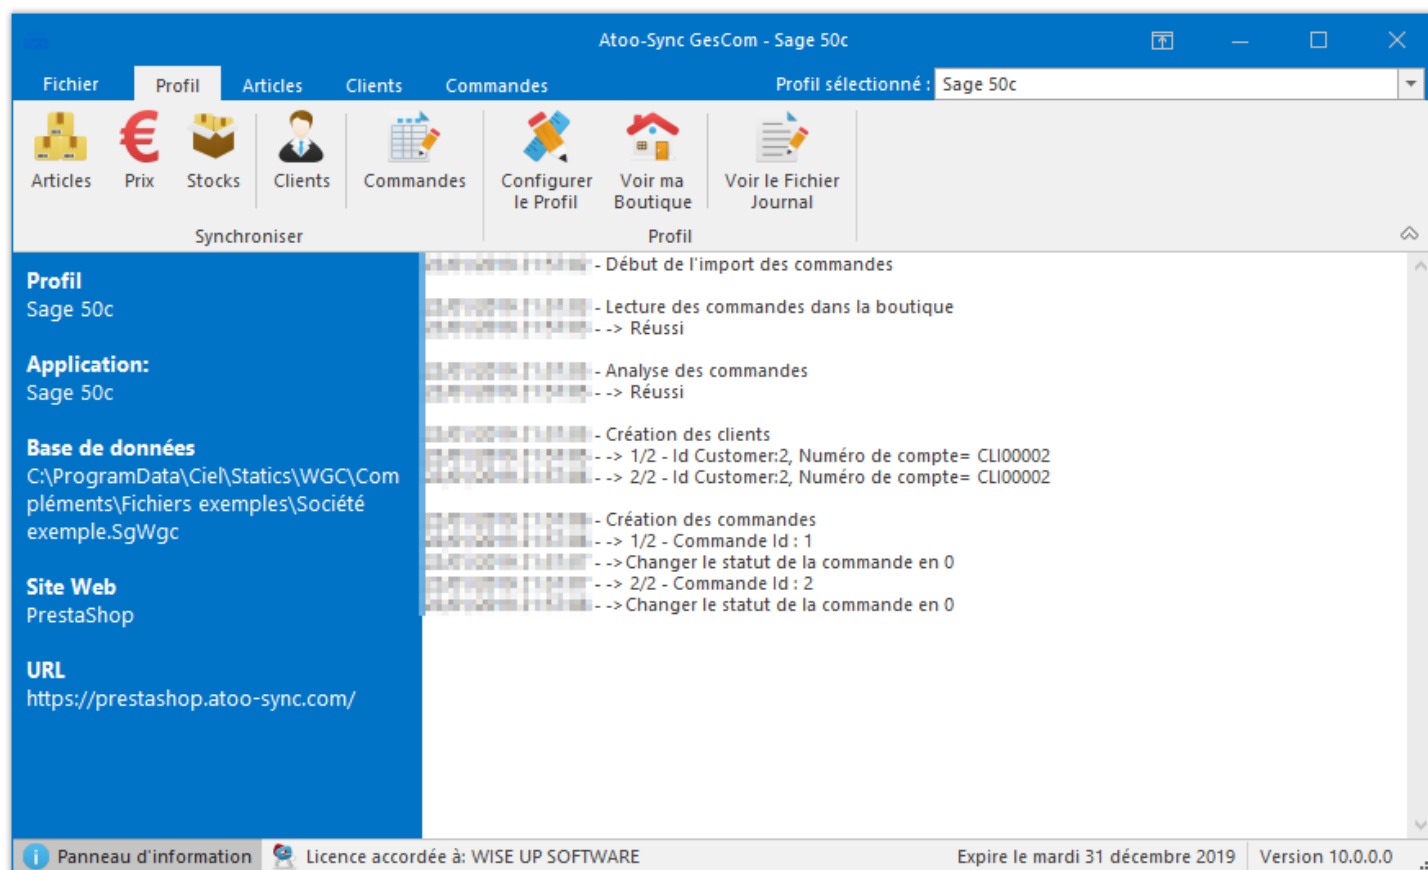 Atoo-Sync GesCom - Sage 50c
Fichier Profil Articles Clients Commandes Profil sélectionné : Sage 50c
Articles Prix Stocks Clients Commandes Configurer le Profil Voir ma Boutique Voir le Fichier Journal
Synchroniser Profil
Profil
Sage 50c
Application:
Sage 50c
Base de données
C:\ProgramData\Ciel\Statics\WGC\Com
pléments\Fichiers exemples\Société
exemple.SgWgc
Site Web
PrestaShop
URL
https://prestashop.atoo-sync.com/
- Début de l'import des commandes
- Lecture des commandes dans la boutique
- --> Réussi
- Analyse des commandes
- --> Réussi
- Création des clients
- --> 1/2 - Id Customer:2, Numéro de compte= CLI00002
- --> 2/2 - Id Customer:2, Numéro de compte= CLI00002
- Création des commandes
- --> 1/2 - Commande Id : 1
- -->Changer le statut de la commande en 0
- --> 2/2 - Commande Id : 2
- -->Changer le statut de la commande en 0
Panneau d'information Licence accordée à: WISE UP SOFTWARE Expire le mardi 31 décembre 2019 Version 10.0.0.0